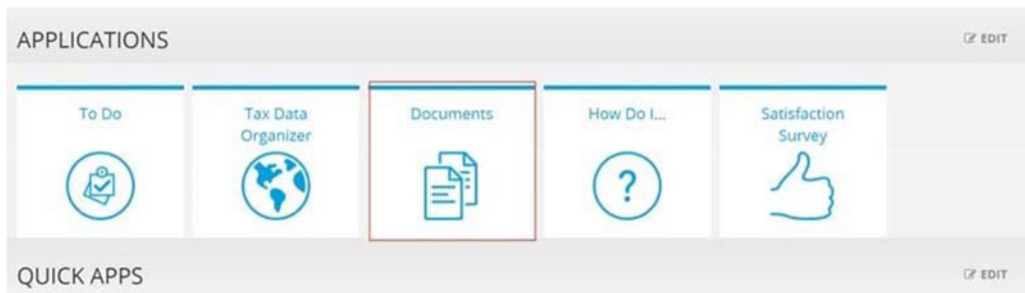 APPLICATIONS
EDIT
To Do
Tax Data
Organizer
Documents
How Do I...
Satisfaction
Survey
?
QUICK APPS
EDIT